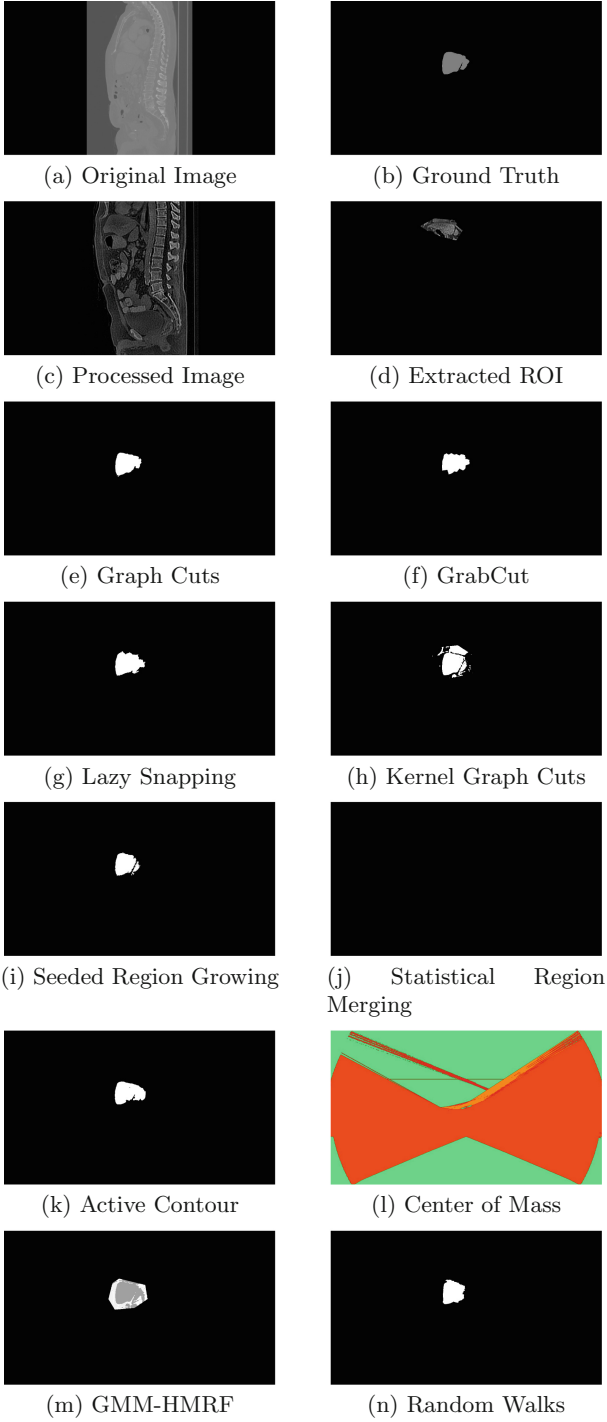 (a) Original Image
(b) Ground Truth
(c) Processed Image
(d) Extracted ROI
(e) Graph Cuts
(f) GrabCut
(g) Lazy Snapping
(h) Kernel Graph Cuts
(i) Seeded Region Growing
(j) Statistical Region
Merging
(k) Active Contour
(l) Center of Mass
(m) GMM-HMRF
(n) Random Walks